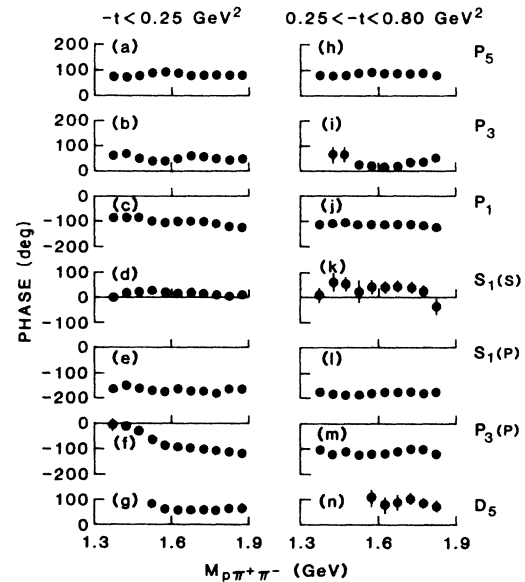 -t<0.25 GeV² 0.25<-t<0.80 GeV²
200 (a) (h) P5
100
0
200 (b) (i) P3
100
0
0 (c) (j) P1
-100
-200
100 (d) (k) S1(S)
0
-100
0 (e) (l) S1(P)
-100
-200
0 (f) (m) P3(P)
-100
-200
100 (g) (n) D5
0
1.3 1.6 1.9 1.3 1.6 1.9
PHASE (deg)
M pπ+π- (GeV)